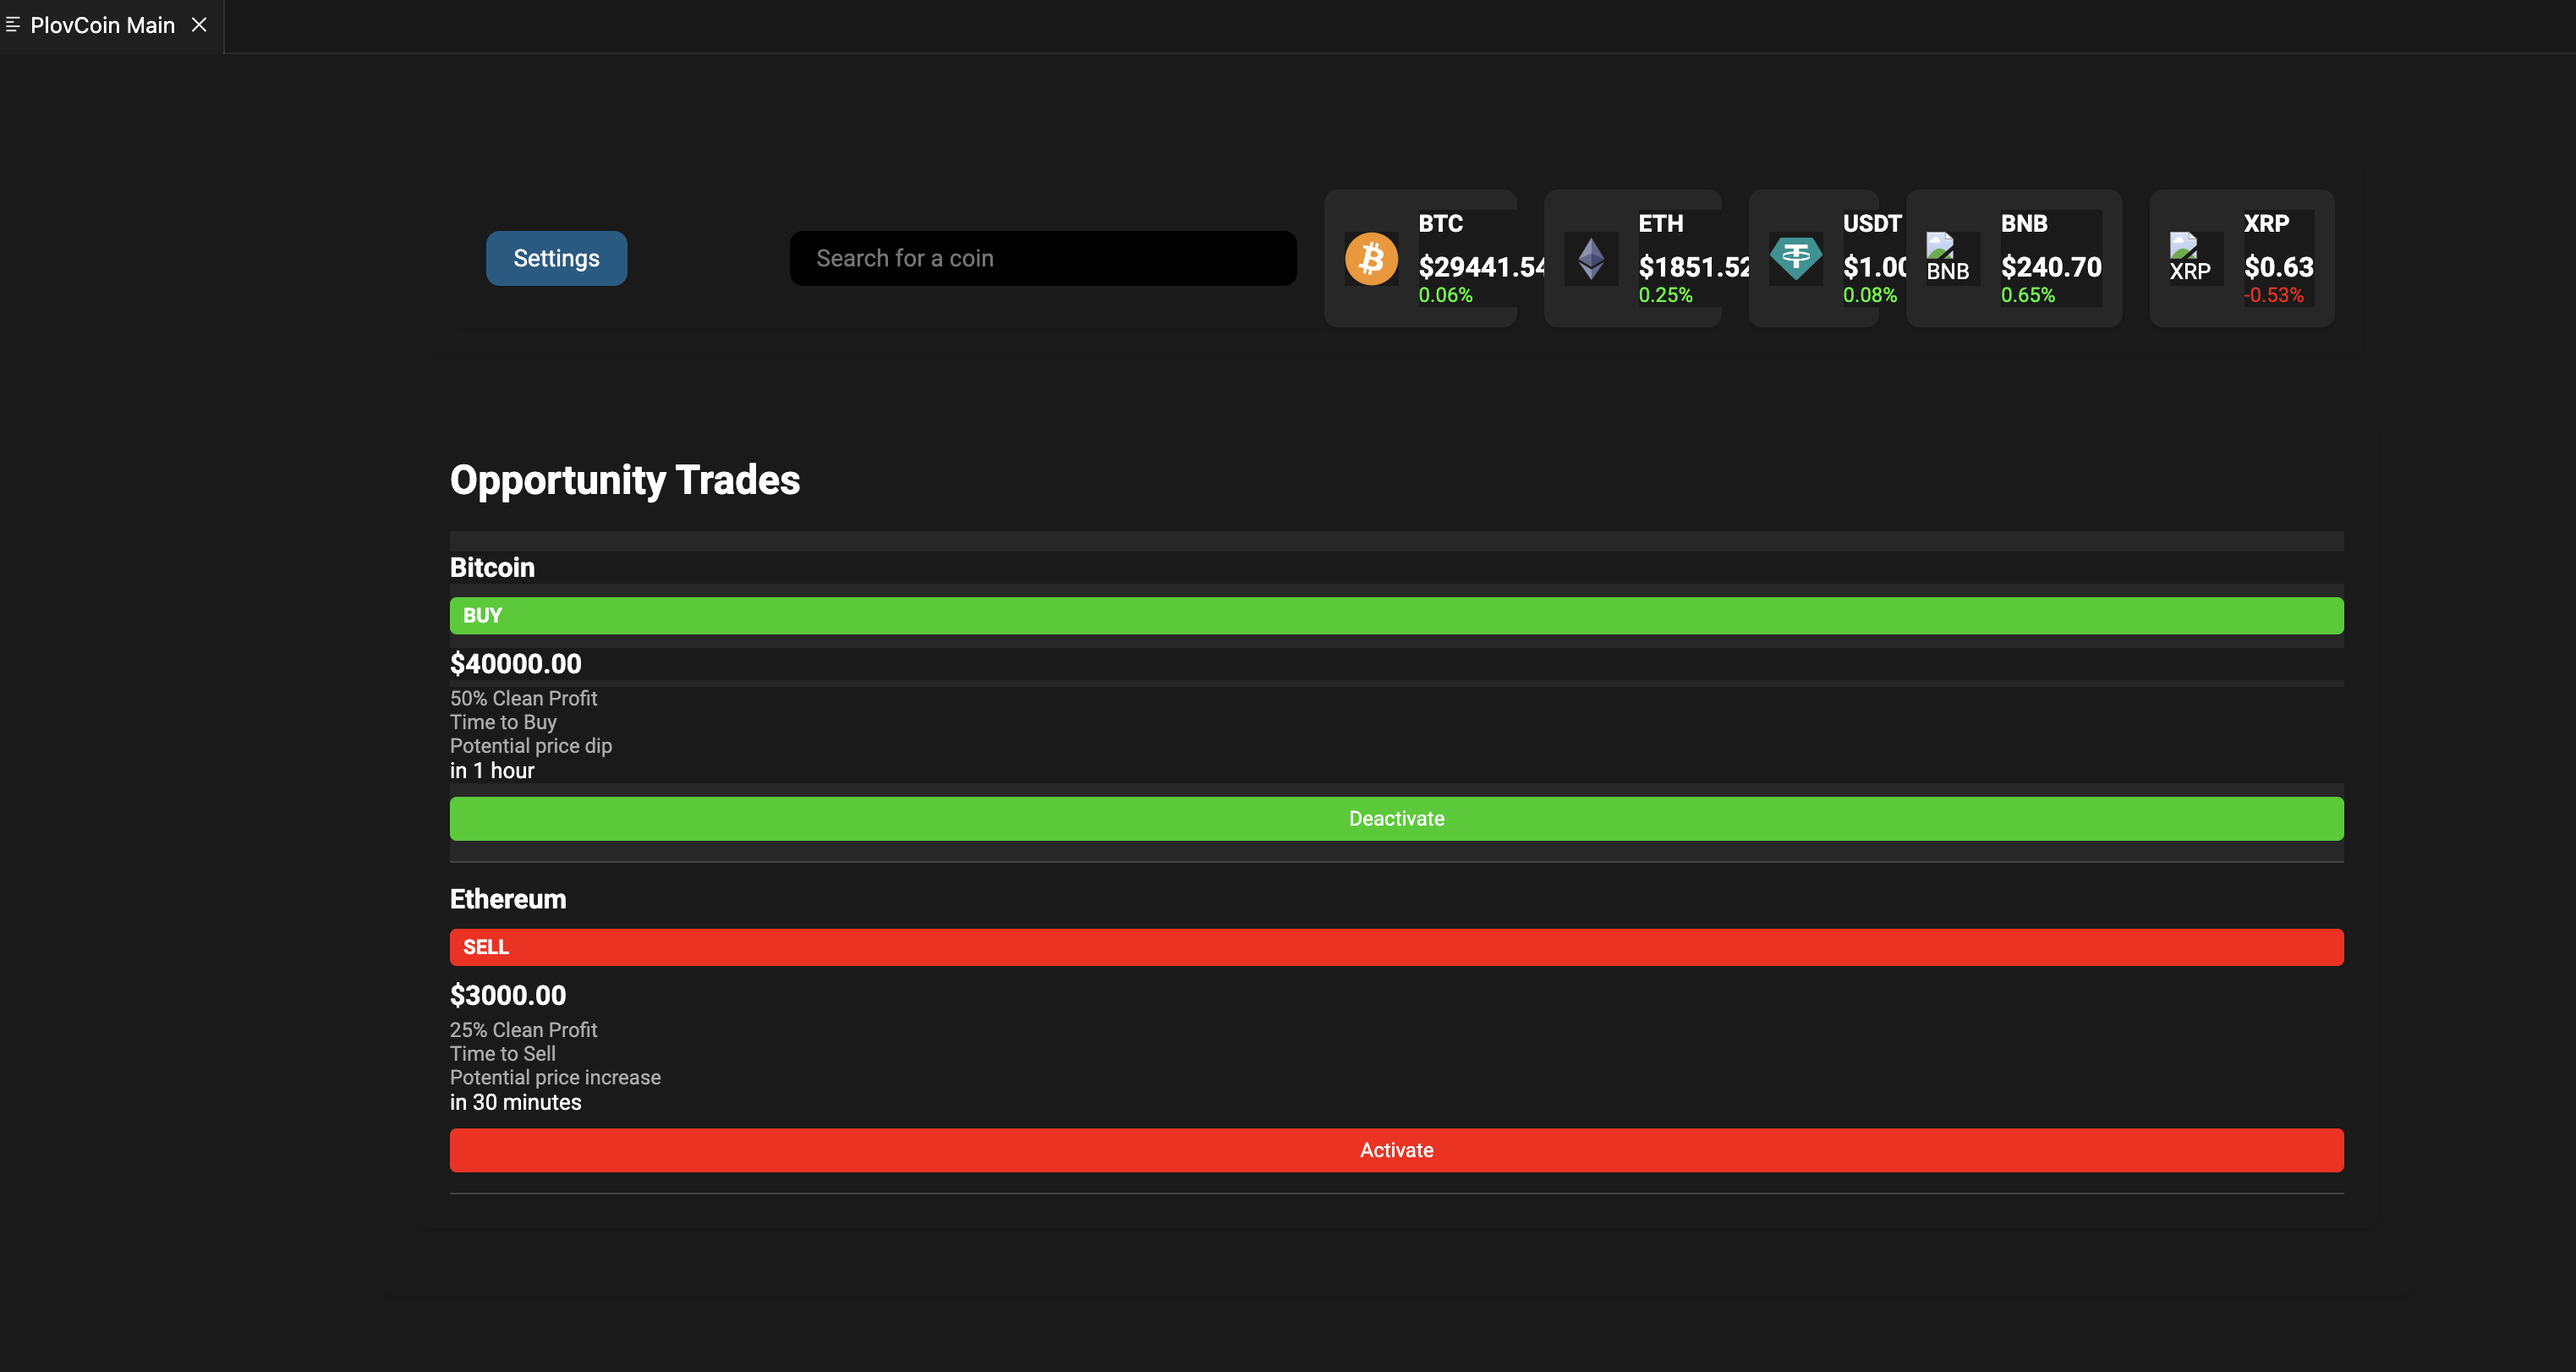 PlovCoin Main
Settings
Search for a coin
BTC
$29441.54
0.06%
ETH
$1851.52
0.25%
USDT
$1.00
0.08%
BNB
BNB
$240.70
0.65%
XRP
XRP
$0.63
-0.53%
Opportunity Trades
Bitcoin
BUY
$40000.00
50% Clean Profit
Time to Buy
Potential price dip
in 1 hour
Deactivate
Ethereum
SELL
$3000.00
25% Clean Profit
Time to Sell
Potential price increase
in 30 minutes
Activate